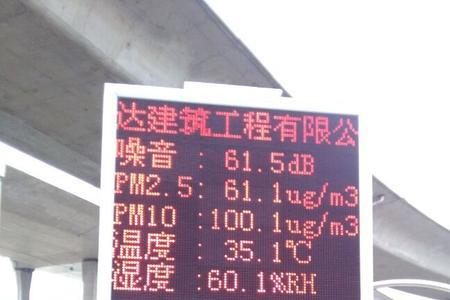 达建筑工程有限公
噪音 : 61.5dB
PM2.5: 61.1ug/m3
PM10 :100.1ug/m3
温度 : 35.1℃
湿度 :60.1%RH